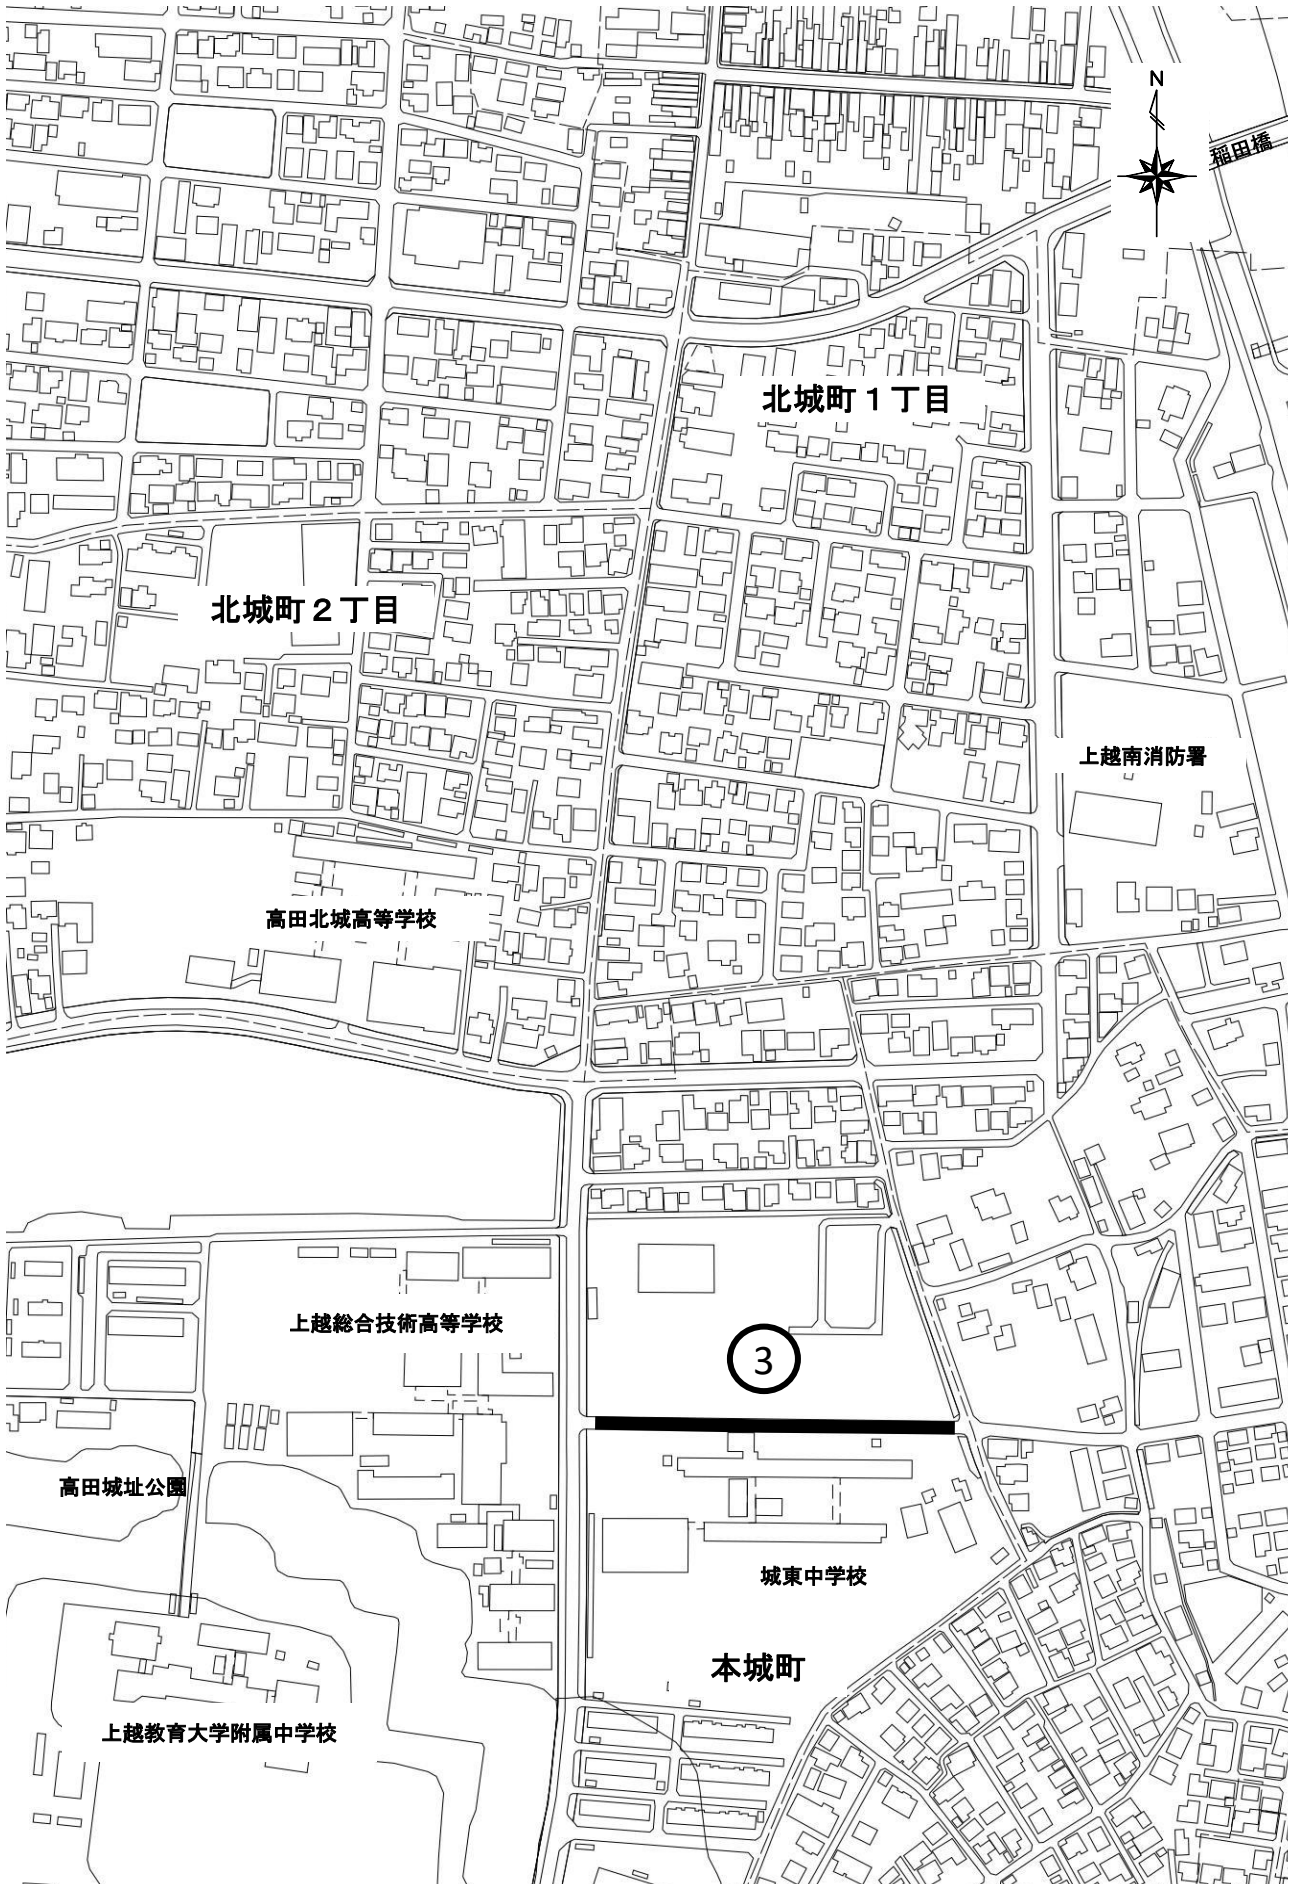 N
稲田橋
北城町1丁目
北城町2丁目
上越南消防署
高田北城高等学校
上越総合技術高等学校
3
高田城址公園
城東中学校
本城町
上越教育大学附属中学校